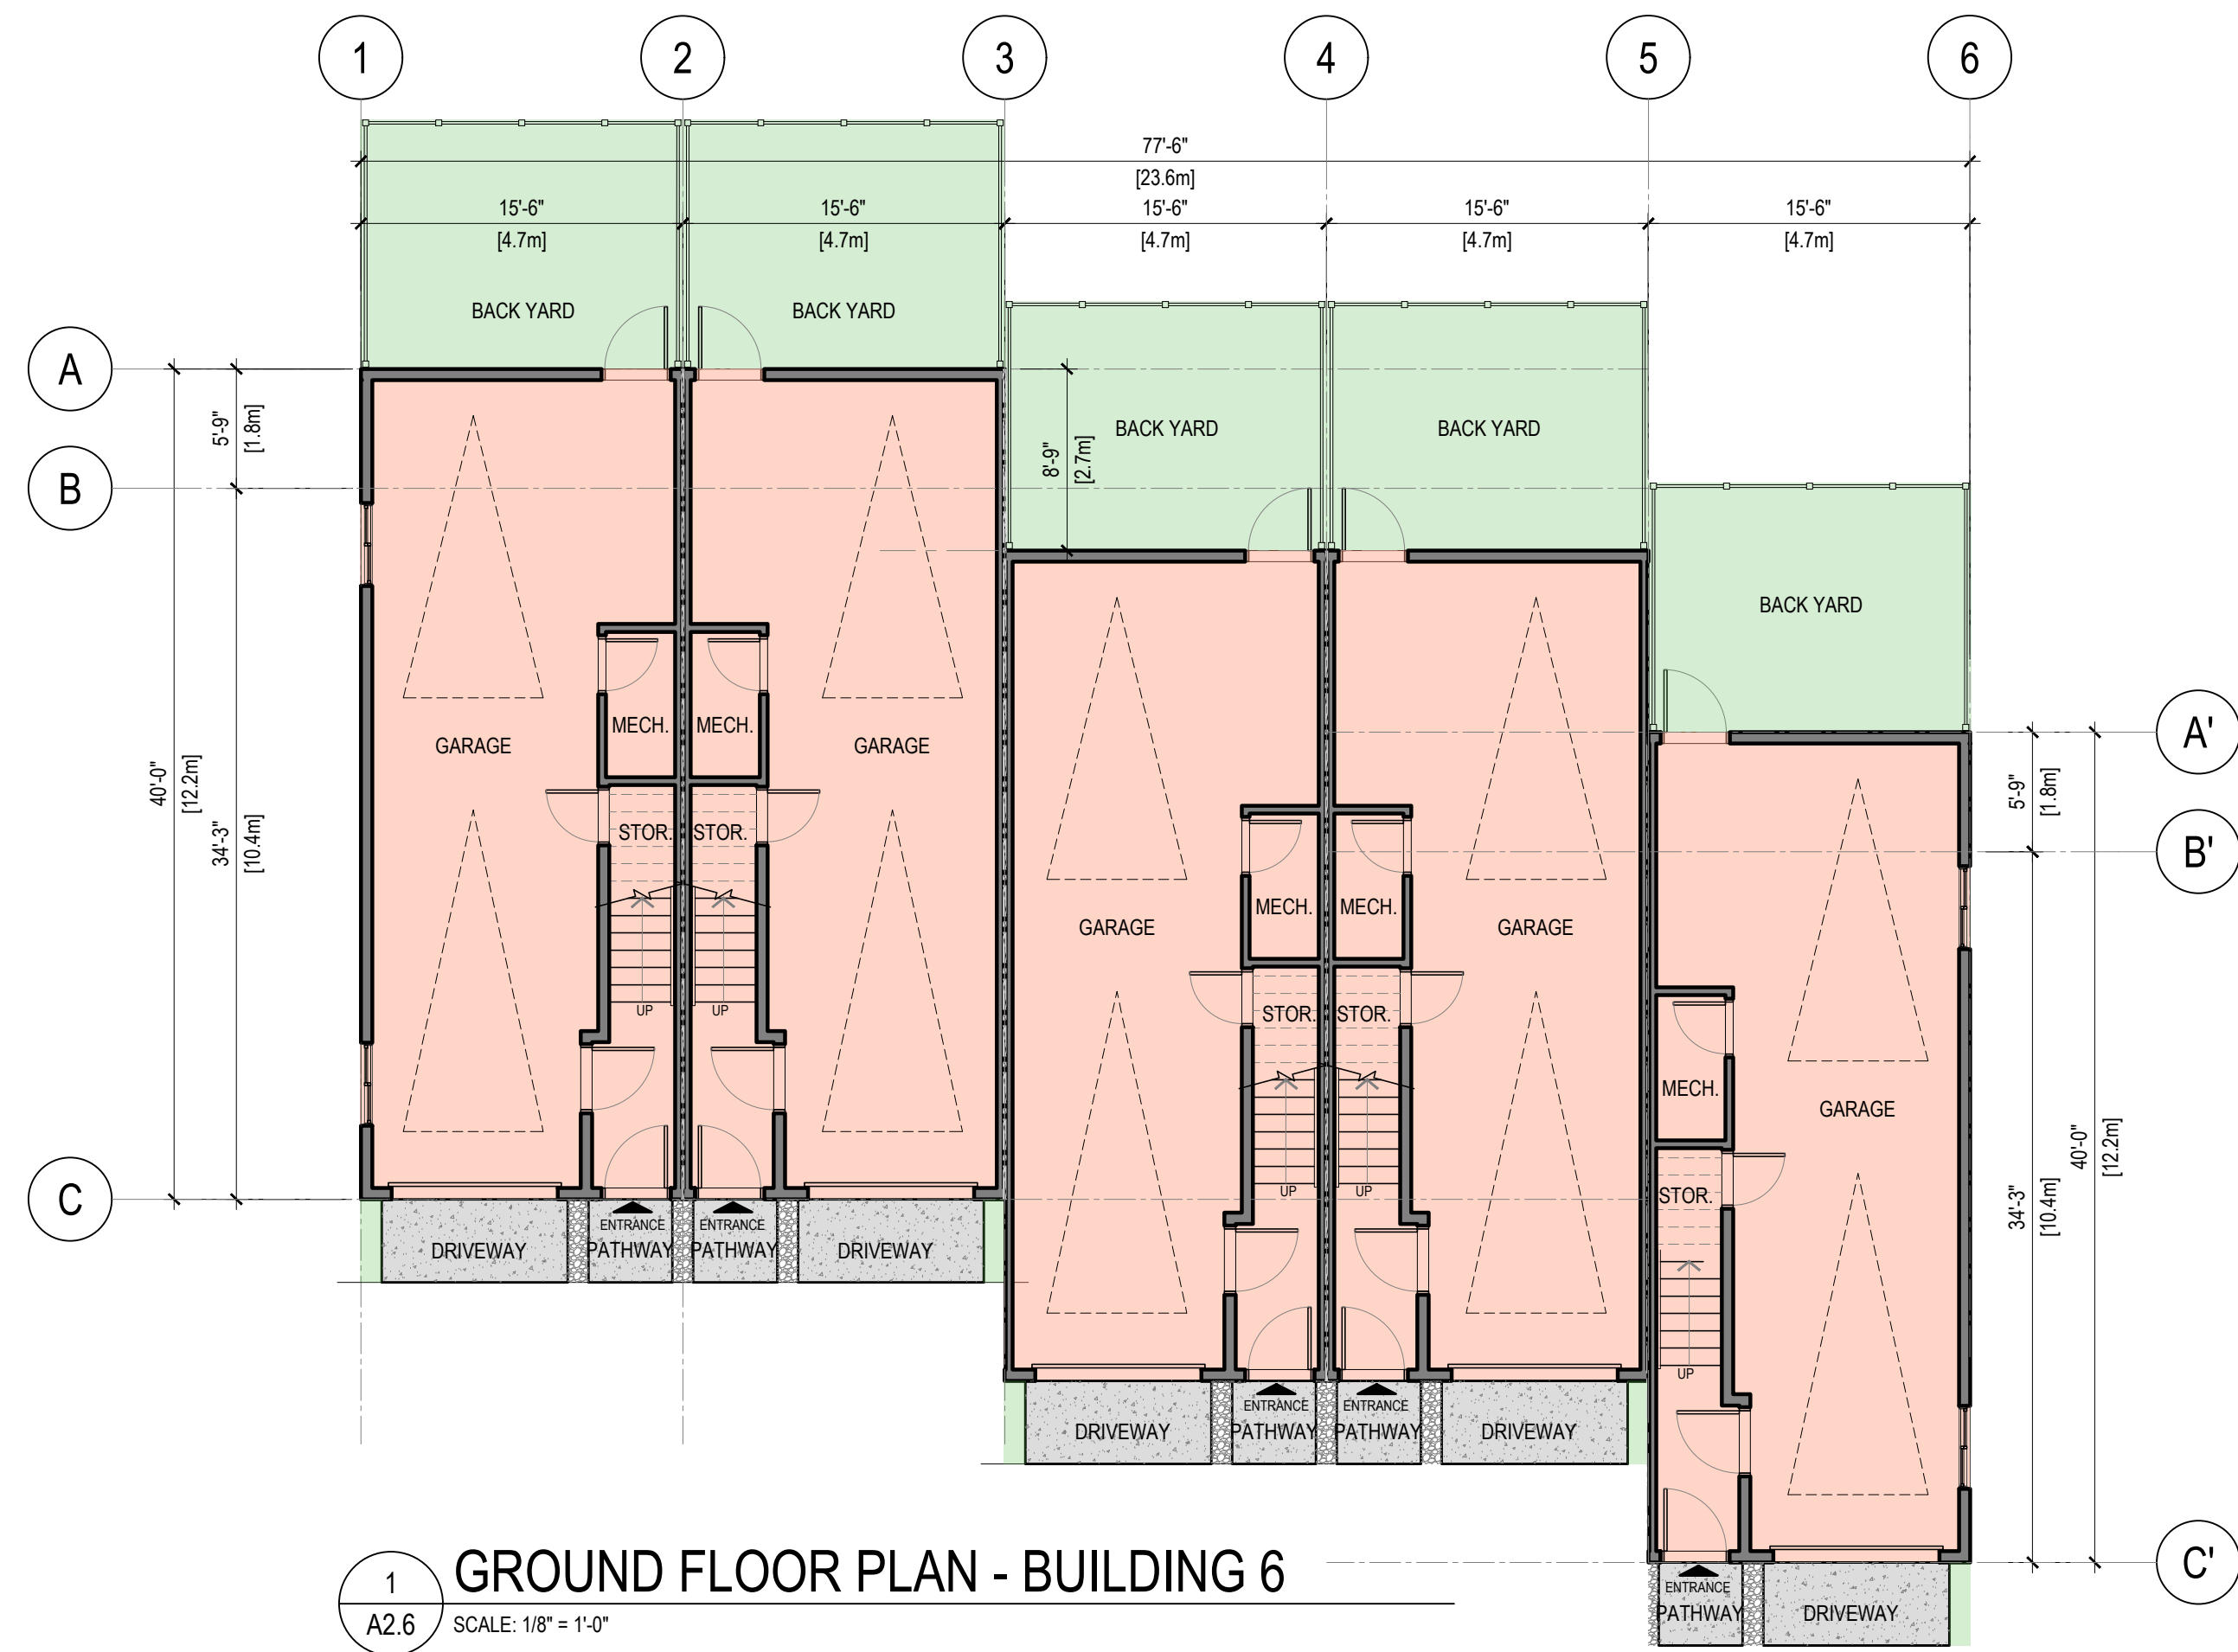 1 2 3 4 5 6
77'-6"
[23.6m]
15'-6" 15'-6" 15'-6" 15'-6" 15'-6"
[4.7m] [4.7m] [4.7m] [4.7m] [4.7m]
BACK YARD BACK YARD
A
5'-9"
[1.8m]
BACK YARD BACK YARD
8'-9"
[2.7m]
B
BACK YARD
A'
MECH. MECH.
GARAGE GARAGE
40'-0"
[12.2m]
34'-3"
[10.4m]
5'-9"
[1.8m]
STOR. STOR.
B'
MECH. MECH.
GARAGE GARAGE
UP UP
STOR. STOR.
MECH.
GARAGE
40'-0"
[12.2m]
34'-3"
[10.4m]
C
UP UP
STOR.
ENTRANCE ENTRANCE
DRIVEWAY PATHWAY PATHWAY DRIVEWAY
UP
ENTRANCE ENTRANCE
DRIVEWAY PATHWAY PATHWAY DRIVEWAY
C'
1
A2.6
GROUND FLOOR PLAN - BUILDING 6
SCALE: 1/8" = 1'-0"
ENTRANCE
PATHWAY DRIVEWAY